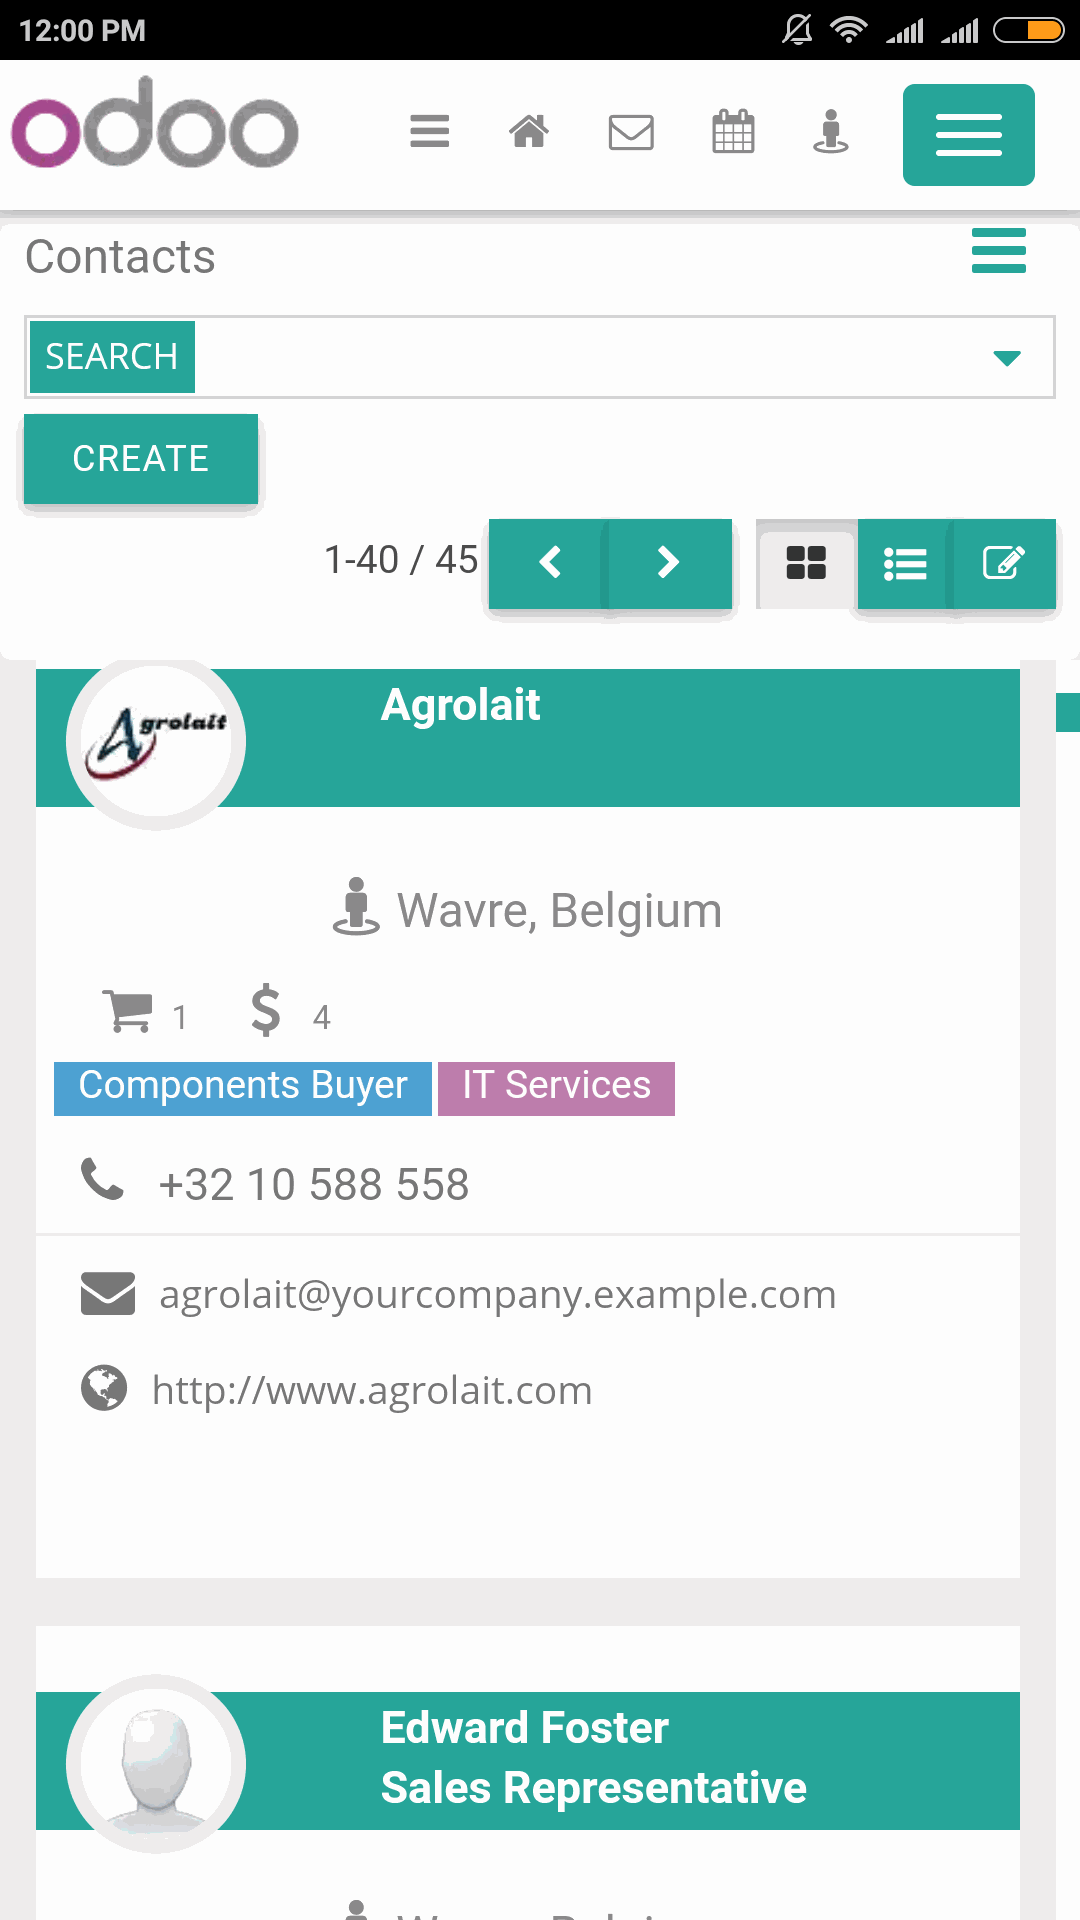 12:00 PM
odoo
Contacts
SEARCH
CREATE
1-40 / 45
Agrolait
Agrolait
Wavre, Belgium
1 4
Components Buyer IT Services
+32 10 588 558
agrolait@yourcompany.example.com
http://www.agrolait.com
Edward Foster
Sales Representative